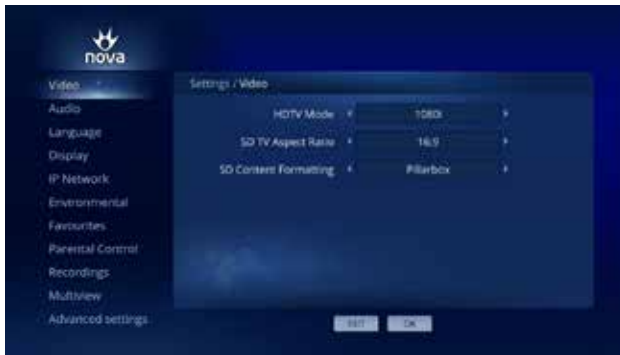 nova
Video
Audio
Language
Display
IP Network
Environmental
Favourites
Parental Control
Recordings
Multiview
Advanced settings
Settings / Video
HDTV Mode 1080i
SD TV Aspect Ratio 16:9
SD Content Formatting Pillarbox
EXIT OK